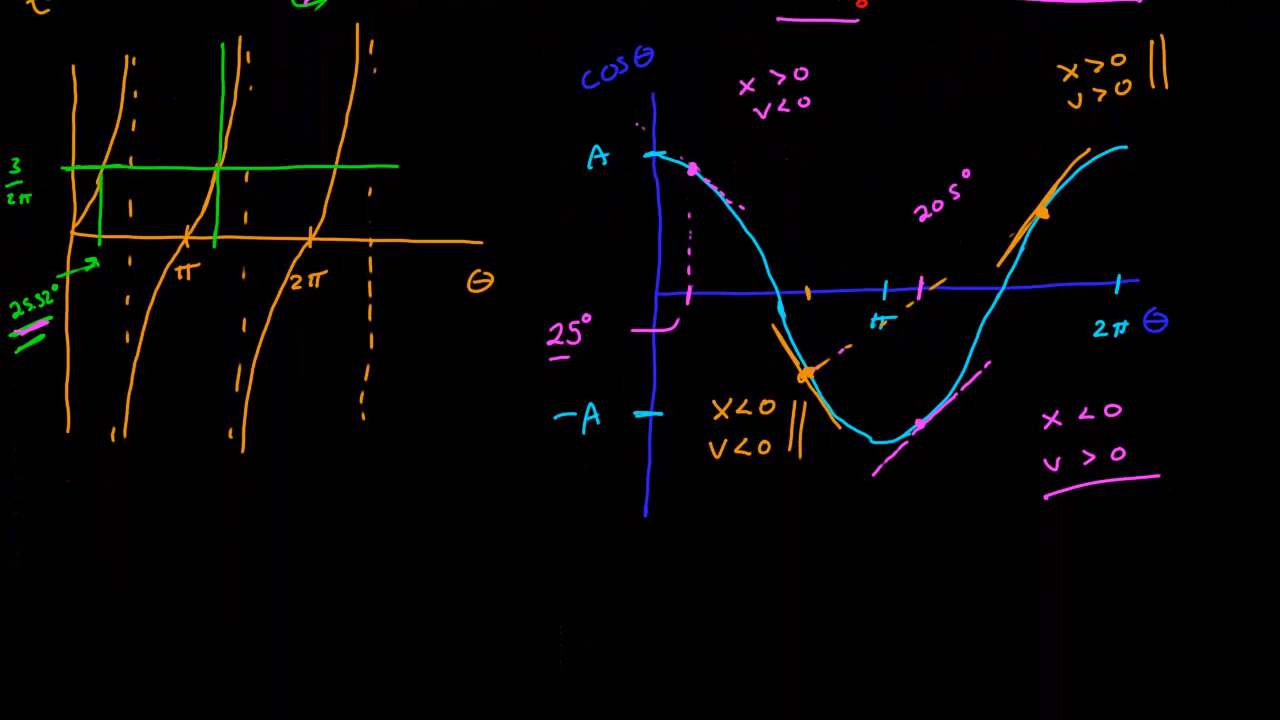 3
2π
25.52°
π
2π
θ
cosθ
A
-A
25°
x > 0
v < 0
x < 0
v < 0
205°
π
2π
θ
x > 0
v > 0
x < 0
v > 0